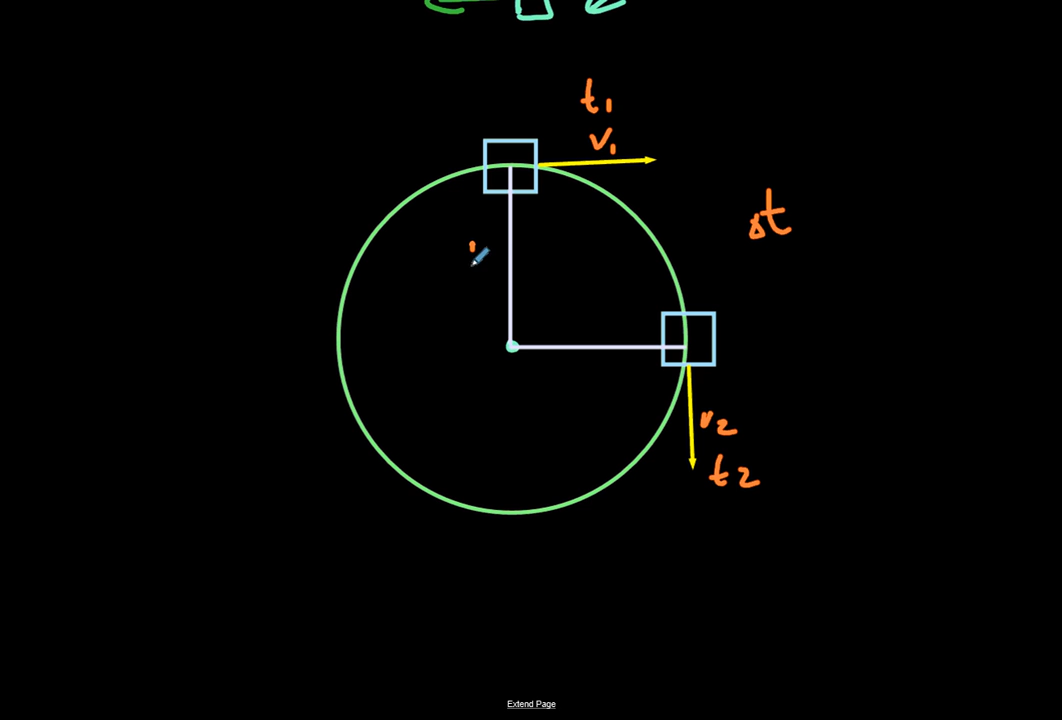 t1
v1
Δt
v2
t2
Extend Page